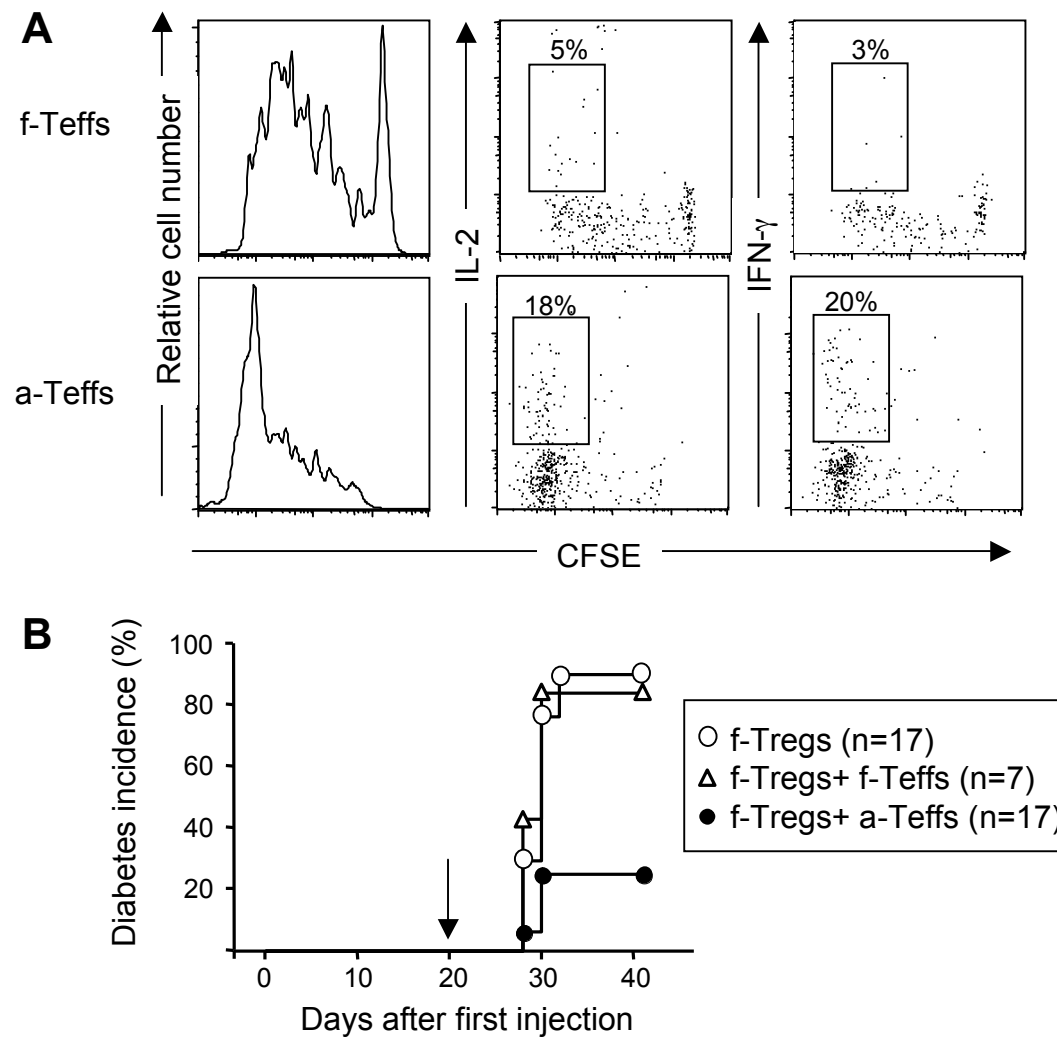 A
f-Teffs
a-Teffs
Relative cell number
IL-2
IFN-γ
5%
3%
18%
20%
CFSE
B
Diabetes incidence (%)
100
80
60
40
20
0 10 20 30 40
Days after first injection
f-Tregs (n=17)
f-Tregs+ f-Teffs (n=7)
f-Tregs+ a-Teffs (n=17)